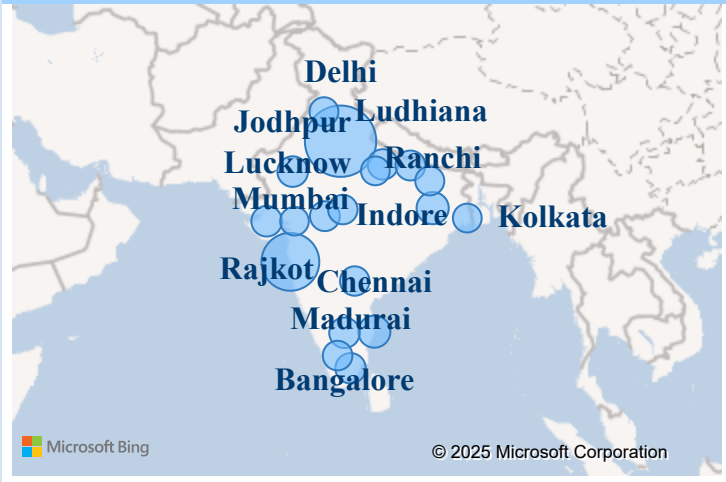 Delhi
Ludhiana
Jodhpur
Lucknow
Ranchi
Mumbai
Indore
Kolkata
Rajkot
Chennai
Madurai
Bangalore
Microsoft Bing
© 2025 Microsoft Corporation